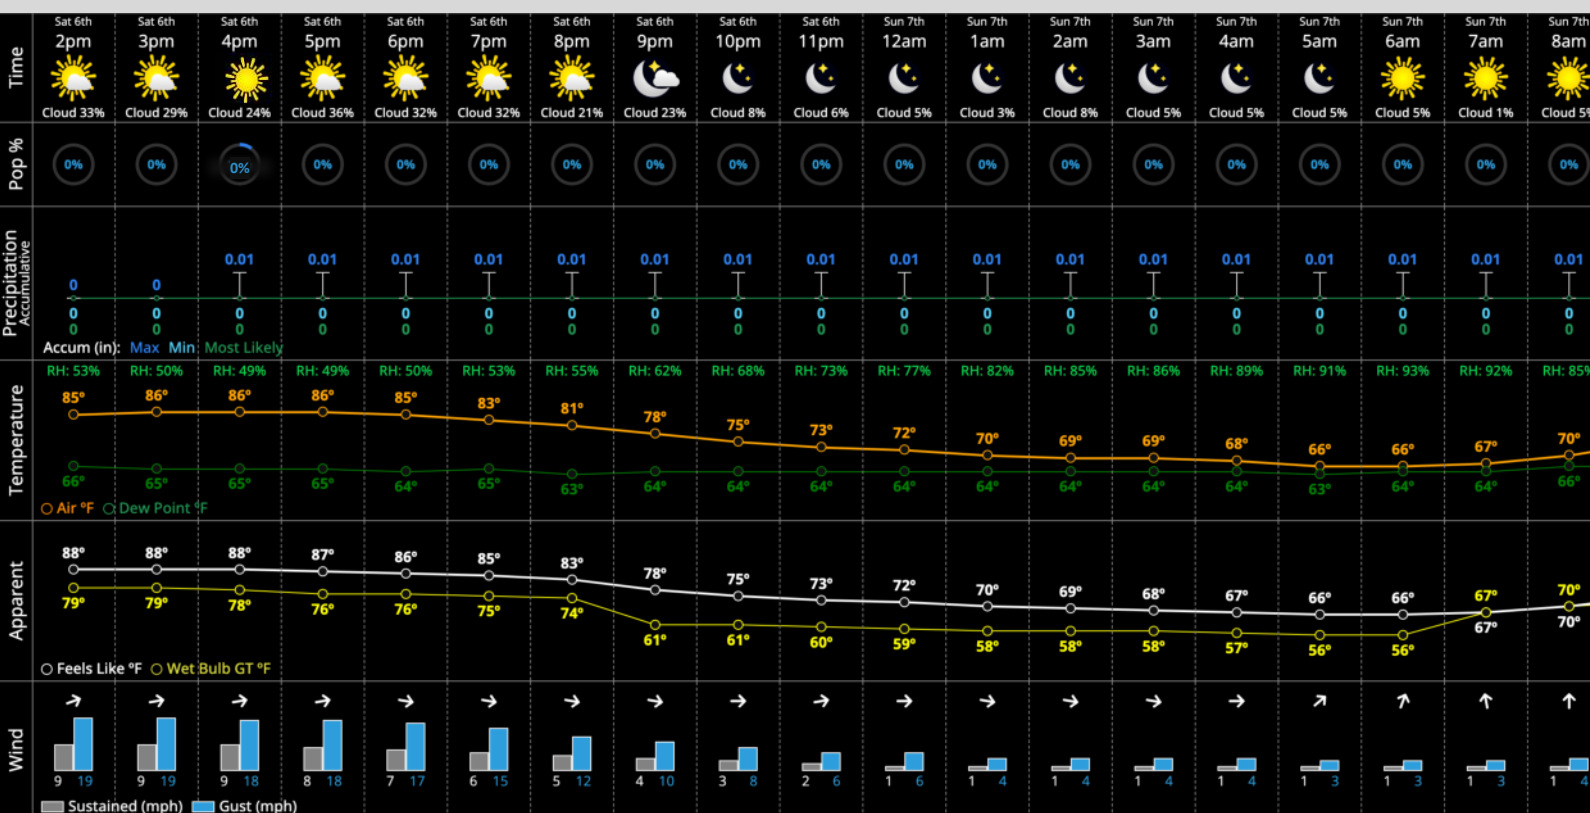 Sat 6th Sat 6th Sat 6th Sat 6th Sat 6th Sat 6th Sat 6th Sat 6th Sat 6th Sat 6th Sun 7th Sun 7th Sun 7th Sun 7th Sun 7th Sun 7th Sun 7th Sun 7th Sun 7th
Time 2pm 3pm 4pm 5pm 6pm 7pm 8pm 9pm 10pm 11pm 12am 1am 2am 3am 4am 5am 6am 7am 8am
Cloud 33% Cloud 29% Cloud 24% Cloud 36% Cloud 32% Cloud 32% Cloud 21% Cloud 23% Cloud 8% Cloud 6% Cloud 5% Cloud 3% Cloud 8% Cloud 5% Cloud 5% Cloud 5% Cloud 5% Cloud 1% Cloud 5%
Pop % 0% 0% 0% 0% 0% 0% 0% 0% 0% 0% 0% 0% 0% 0% 0% 0% 0% 0% 0%
Precipitation
Accumulative
0 0 0.01 0.01 0.01 0.01 0.01 0.01 0.01 0.01 0.01 0.01 0.01 0.01 0.01 0.01 0.01 0.01 0.01
0 0 0 0 0 0 0 0 0 0 0 0 0 0 0 0 0 0 0
0 0 0 0 0 0 0 0 0 0 0 0 0 0 0 0 0 0 0
Accum (in): Max Min Most Likely
RH: 53% RH: 50% RH: 49% RH: 49% RH: 50% RH: 53% RH: 55% RH: 62% RH: 68% RH: 73% RH: 77% RH: 82% RH: 85% RH: 86% RH: 89% RH: 91% RH: 93% RH: 92% RH: 85%
Temperature
85° 86° 86° 86° 85° 83° 81° 78° 75° 73° 72° 70° 69° 69° 68° 66° 66° 67° 70°
66° 65° 65° 65° 64° 65° 63° 64° 64° 64° 64° 64° 64° 64° 64° 63° 64° 64° 66°
Air ºF Dew Point ºF
Apparent
88° 88° 88° 87° 86° 85° 83° 78° 75° 73° 72° 70° 69° 68° 67° 66° 66° 67° 70°
79° 79° 78° 76° 76° 75° 74° 61° 61° 60° 59° 58° 58° 58° 57° 56° 56° 67° 70°
Feels Like ºF Wet Bulb GT ºF
Wind
9 19 9 19 9 18 8 18 7 17 6 15 5 12 4 10 3 8 2 6 1 6 1 4 1 4 1 4 1 4 1 3 1 3 1 3 1 4
Sustained (mph) Gust (mph)